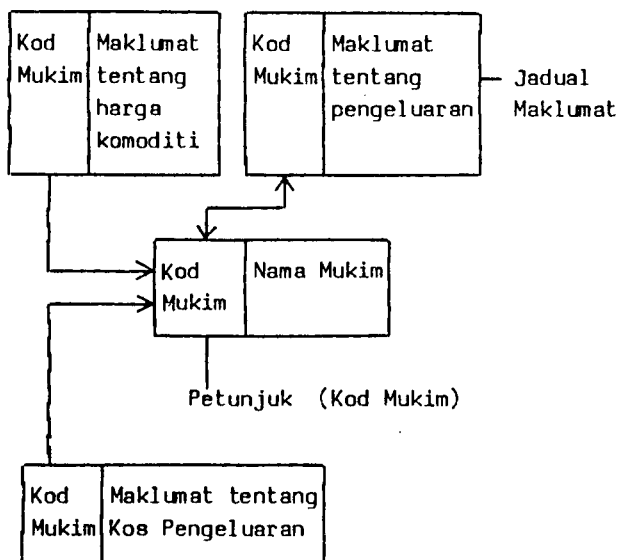 Kod
Mukim
Maklumat
tentang
harga
komoditi
Kod
Mukim
Maklumat
tentang
pengeluaran
Jadual
Maklumat
Kod
Mukim
Nama Mukim
Petunjuk (Kod Mukim)
Kod
Mukim
Maklumat tentang
Kos Pengeluaran